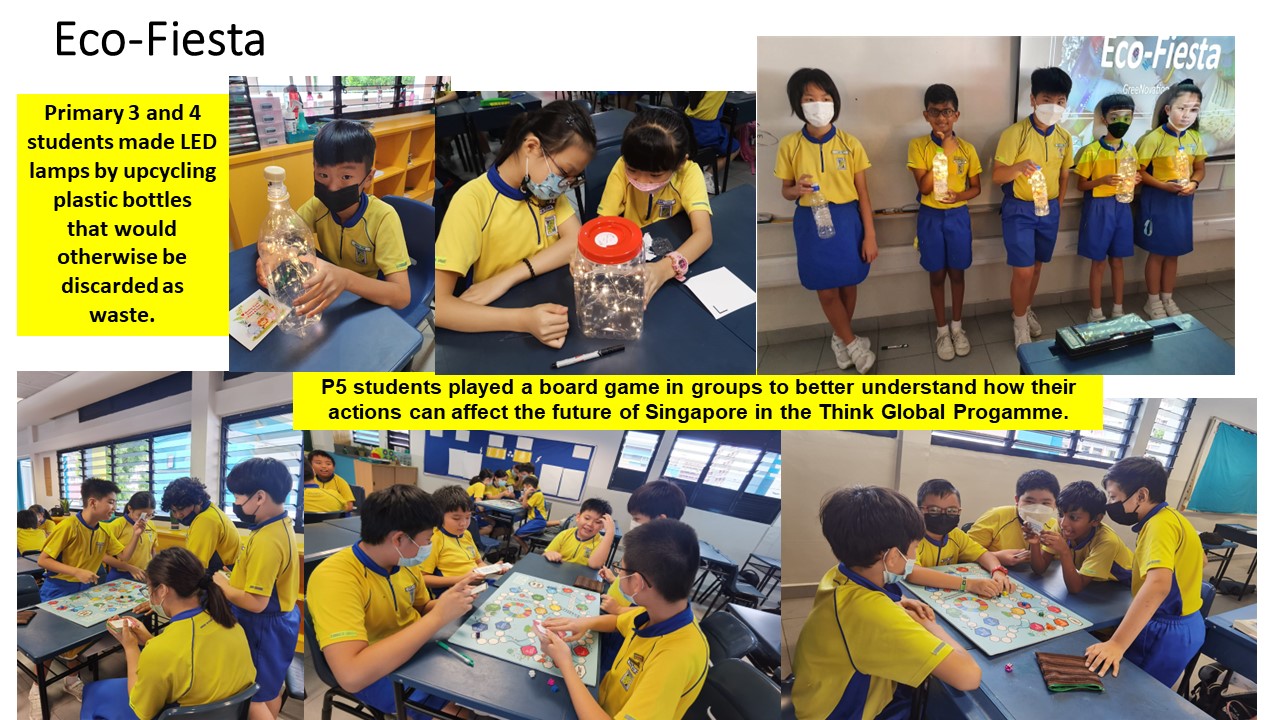 Eco-Fiesta
Primary 3 and 4
students made LED
lamps by upcycling
plastic bottles
that would
otherwise be
discarded as
waste.
Eco-Fiesta
P5 students played a board game in groups to better understand how their
actions can affect the future of Singapore in the Think Global Progamme.